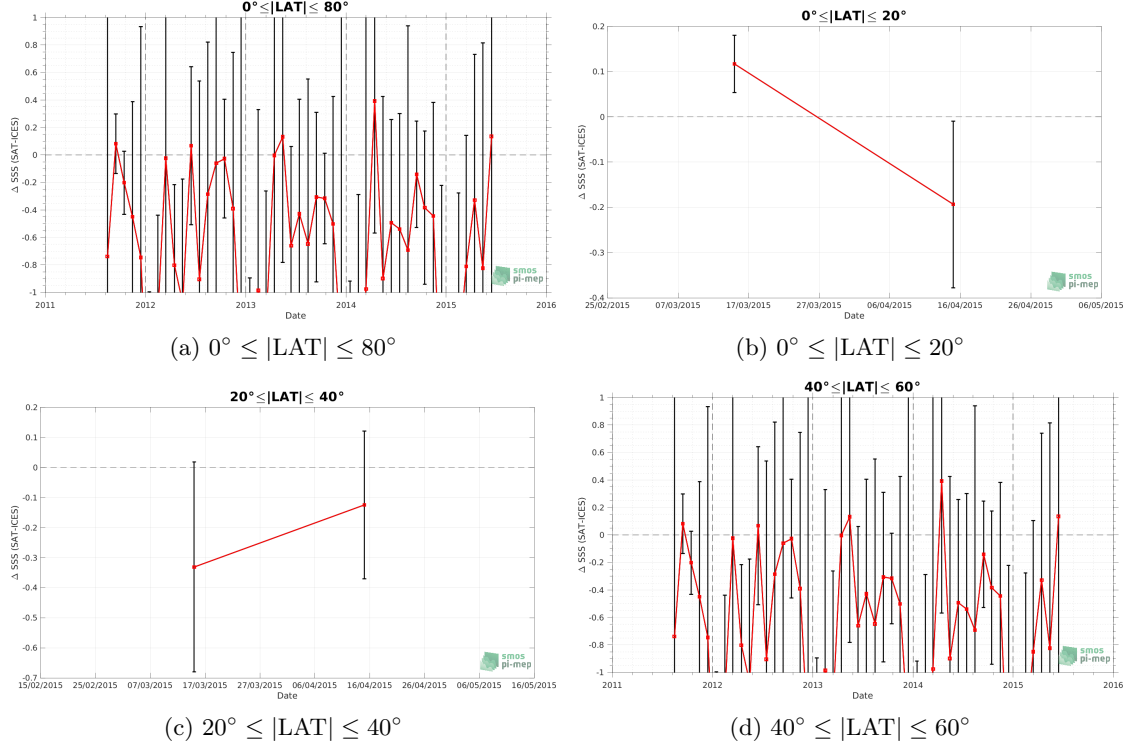 0°≤|LAT|≤ 80°
1
0.8
0.6
0.4
0.2
0
-0.2
-0.4
-0.6
-0.8
-1
Δ SSS (SAT-ICES)
2011 2012 2013 2014 2015 2016
Date
smos
pi-mep
(a) 0° ≤ |LAT| ≤ 80°
0°≤|LAT|≤ 20°
0.2
0.1
0
-0.1
-0.2
-0.3
-0.4
Δ SSS (SAT-ICES)
25/02/2015 07/03/2015 17/03/2015 27/03/2015 06/04/2015 16/04/2015 26/04/2015 06/05/2015
Date
smos
pi-mep
(b) 0° ≤ |LAT| ≤ 20°
20°≤|LAT|≤ 40°
0.2
0.1
0
-0.1
-0.2
-0.3
-0.4
-0.5
-0.6
-0.7
Δ SSS (SAT-ICES)
15/02/2015 25/02/2015 07/03/2015 17/03/2015 27/03/2015 06/04/2015 16/04/2015 26/04/2015 06/05/2015 16/05/2015
Date
smos
pi-mep
(c) 20° ≤ |LAT| ≤ 40°
40°≤|LAT|≤ 60°
1
0.8
0.6
0.4
0.2
0
-0.2
-0.4
-0.6
-0.8
-1
Δ SSS (SAT-ICES)
2011 2012 2013 2014 2015 2016
Date
smos
pi-mep
(d) 40° ≤ |LAT| ≤ 60°